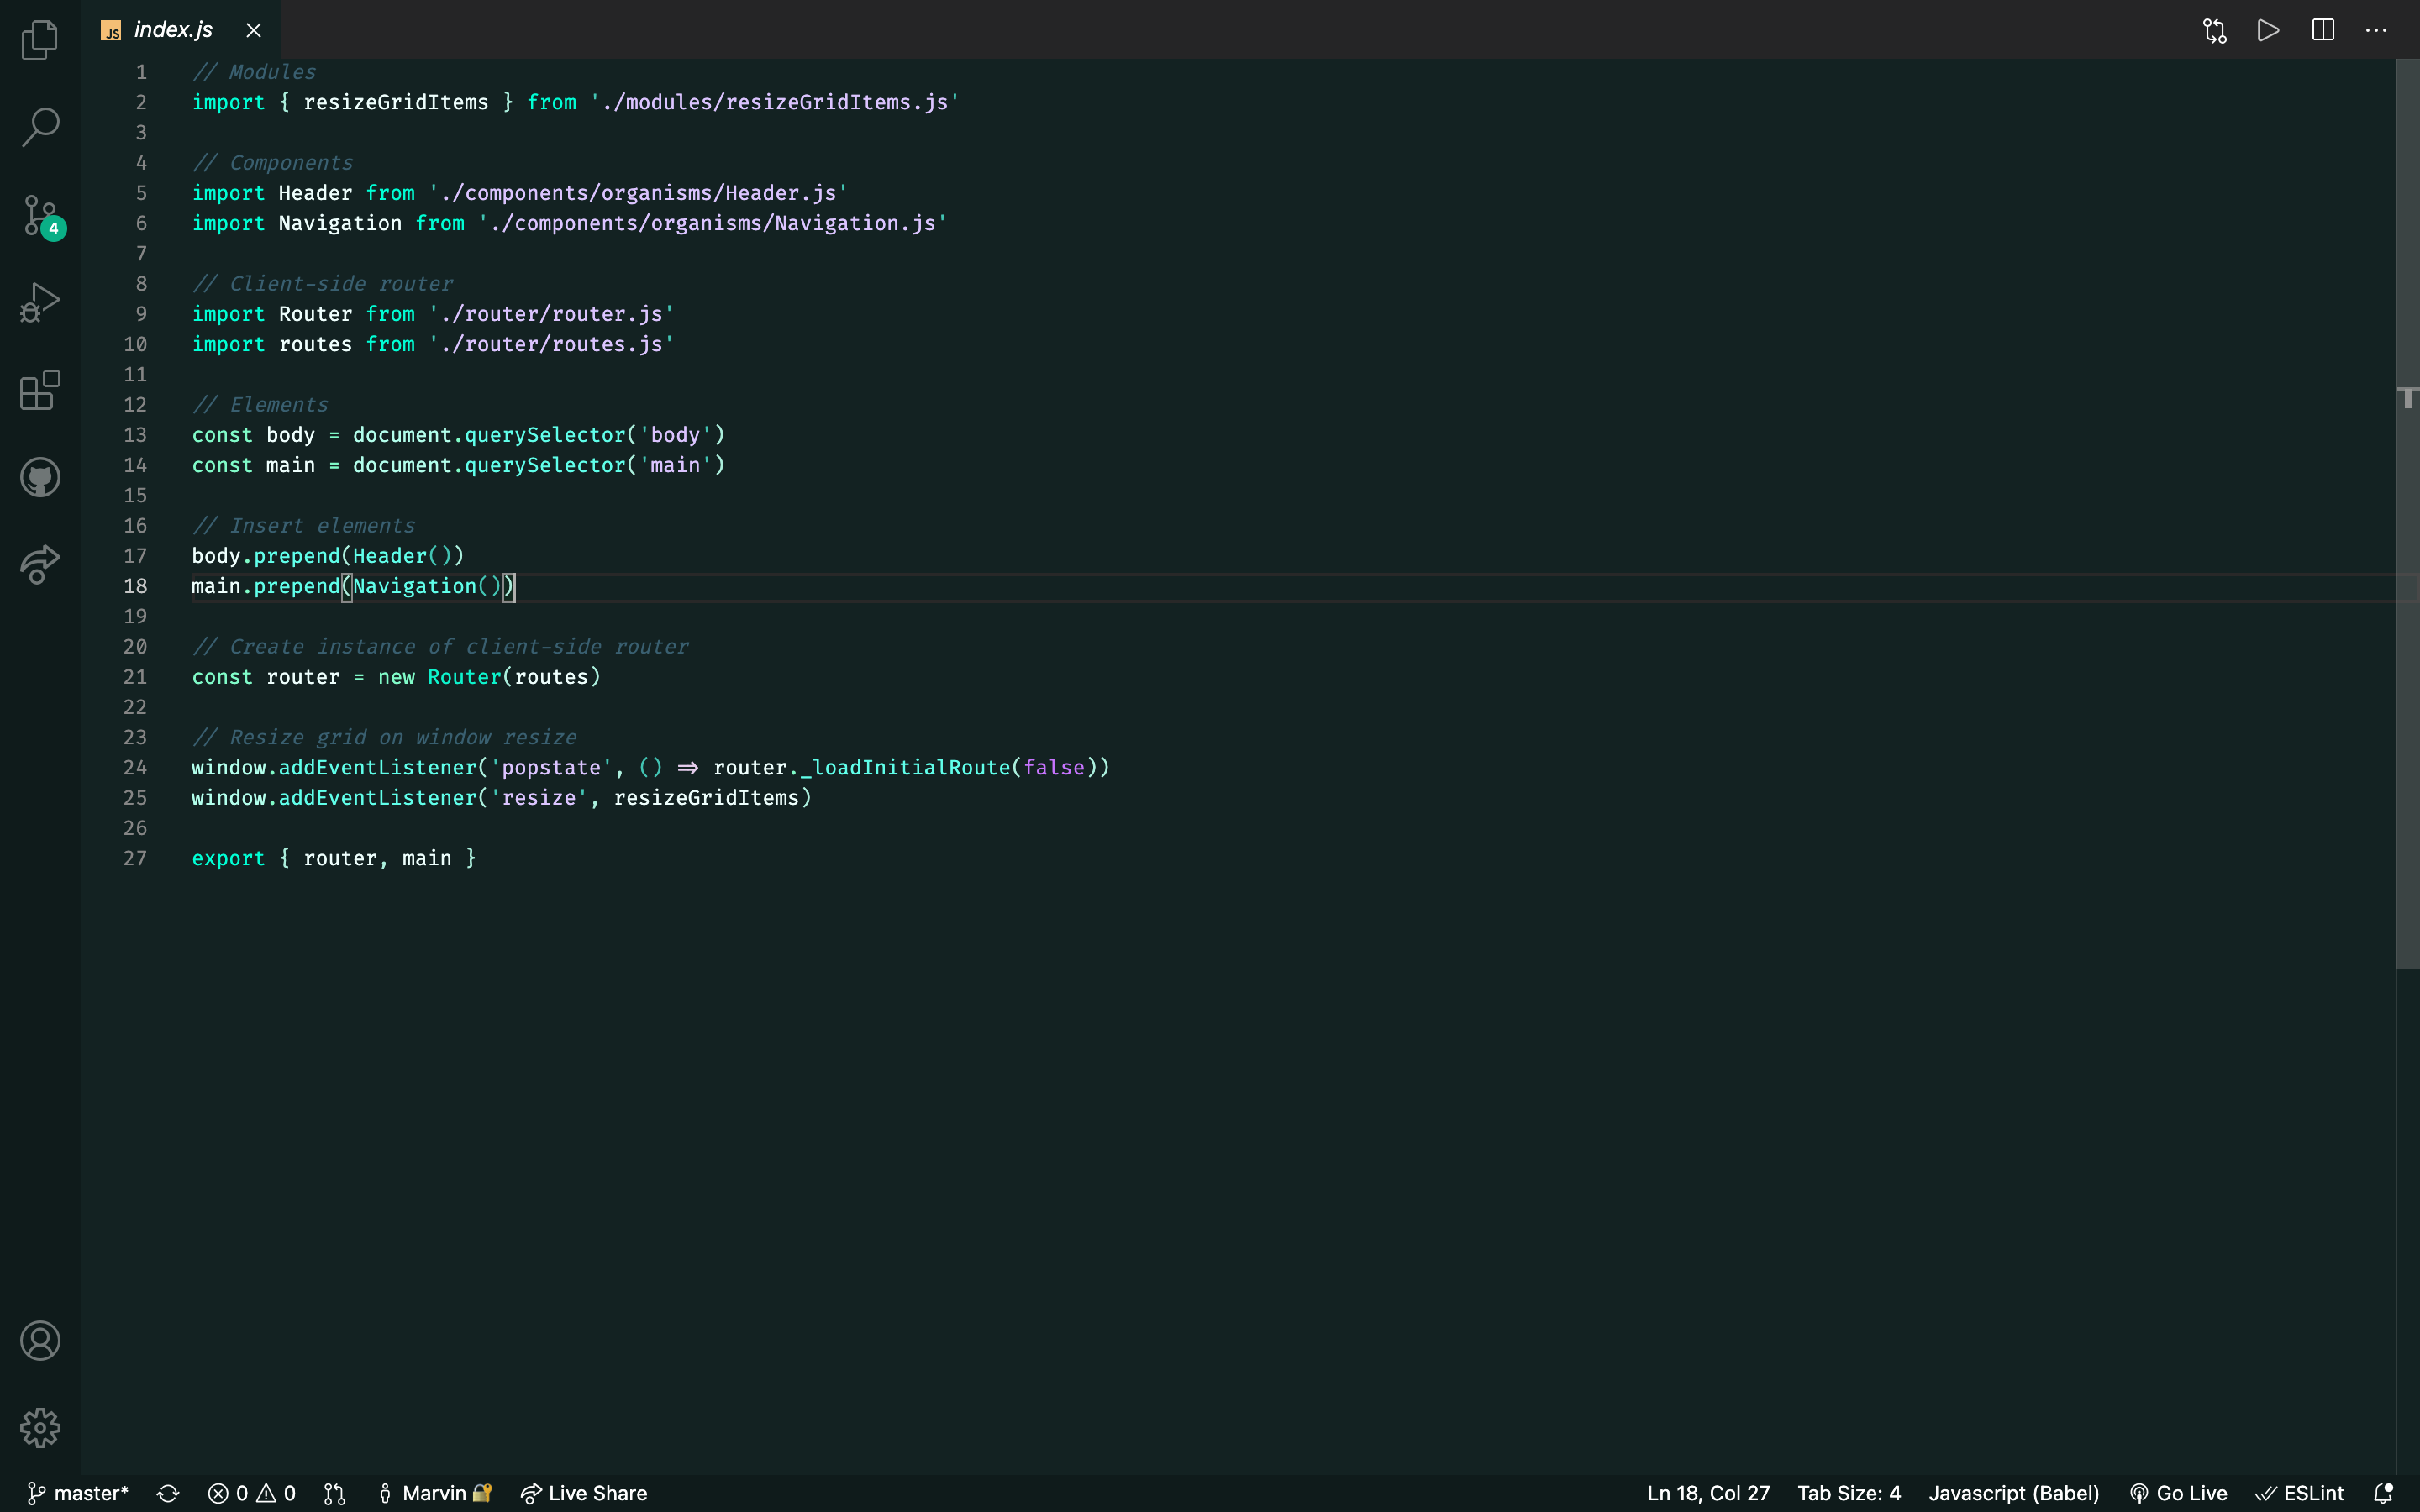 JS index.js
4
1 // Modules
2 import { resizeGridItems } from './modules/resizeGridItems.js'
3
4 // Components
5 import Header from './components/organisms/Header.js'
6 import Navigation from './components/organisms/Navigation.js'
7
8 // Client-side router
9 import Router from './router/router.js'
10 import routes from './router/routes.js'
11
12 // Elements
13 const body = document.querySelector('body')
14 const main = document.querySelector('main')
15
16 // Insert elements
17 body.prepend(Header())
18 main.prepend(Navigation())
19
20 // Create instance of client-side router
21 const router = new Router(routes)
22
23 // Resize grid on window resize
24 window.addEventListener('popstate', () => router._loadInitialRoute(false))
25 window.addEventListener('resize', resizeGridItems)
26
27 export { router, main }
master* 0 0 Marvin 🔐 Live Share Ln 18, Col 27 Tab Size: 4 Javascript (Babel) Go Live ESLint